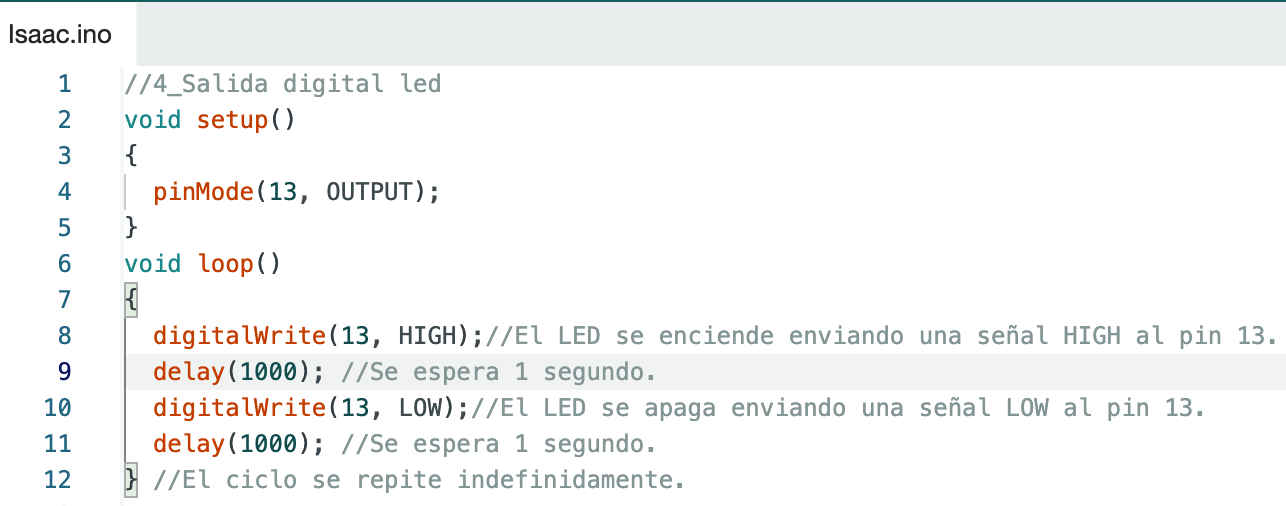 Isaac.ino
1 //4_Salida digital led
2 void setup()
3 {
4 pinMode(13, OUTPUT);
5 }
6 void loop()
7 {
8 digitalWrite(13, HIGH);//El LED se enciende enviando una señal HIGH al pin 13.
9 delay(1000); //Se espera 1 segundo.
10 digitalWrite(13, LOW);//El LED se apaga enviando una señal LOW al pin 13.
11 delay(1000); //Se espera 1 segundo.
12 } //El ciclo se repite indefinidamente.